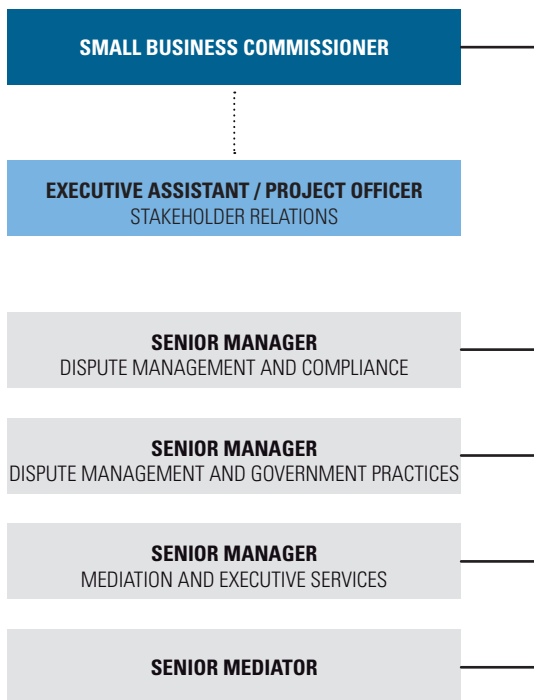 SMALL BUSINESS COMMISSIONER
EXECUTIVE ASSISTANT / PROJECT OFFICER
STAKEHOLDER RELATIONS
SENIOR MANAGER
DISPUTE MANAGEMENT AND COMPLIANCE
SENIOR MANAGER
DISPUTE MANAGEMENT AND GOVERNMENT PRACTICES
SENIOR MANAGER
MEDIATION AND EXECUTIVE SERVICES
SENIOR MEDIATOR